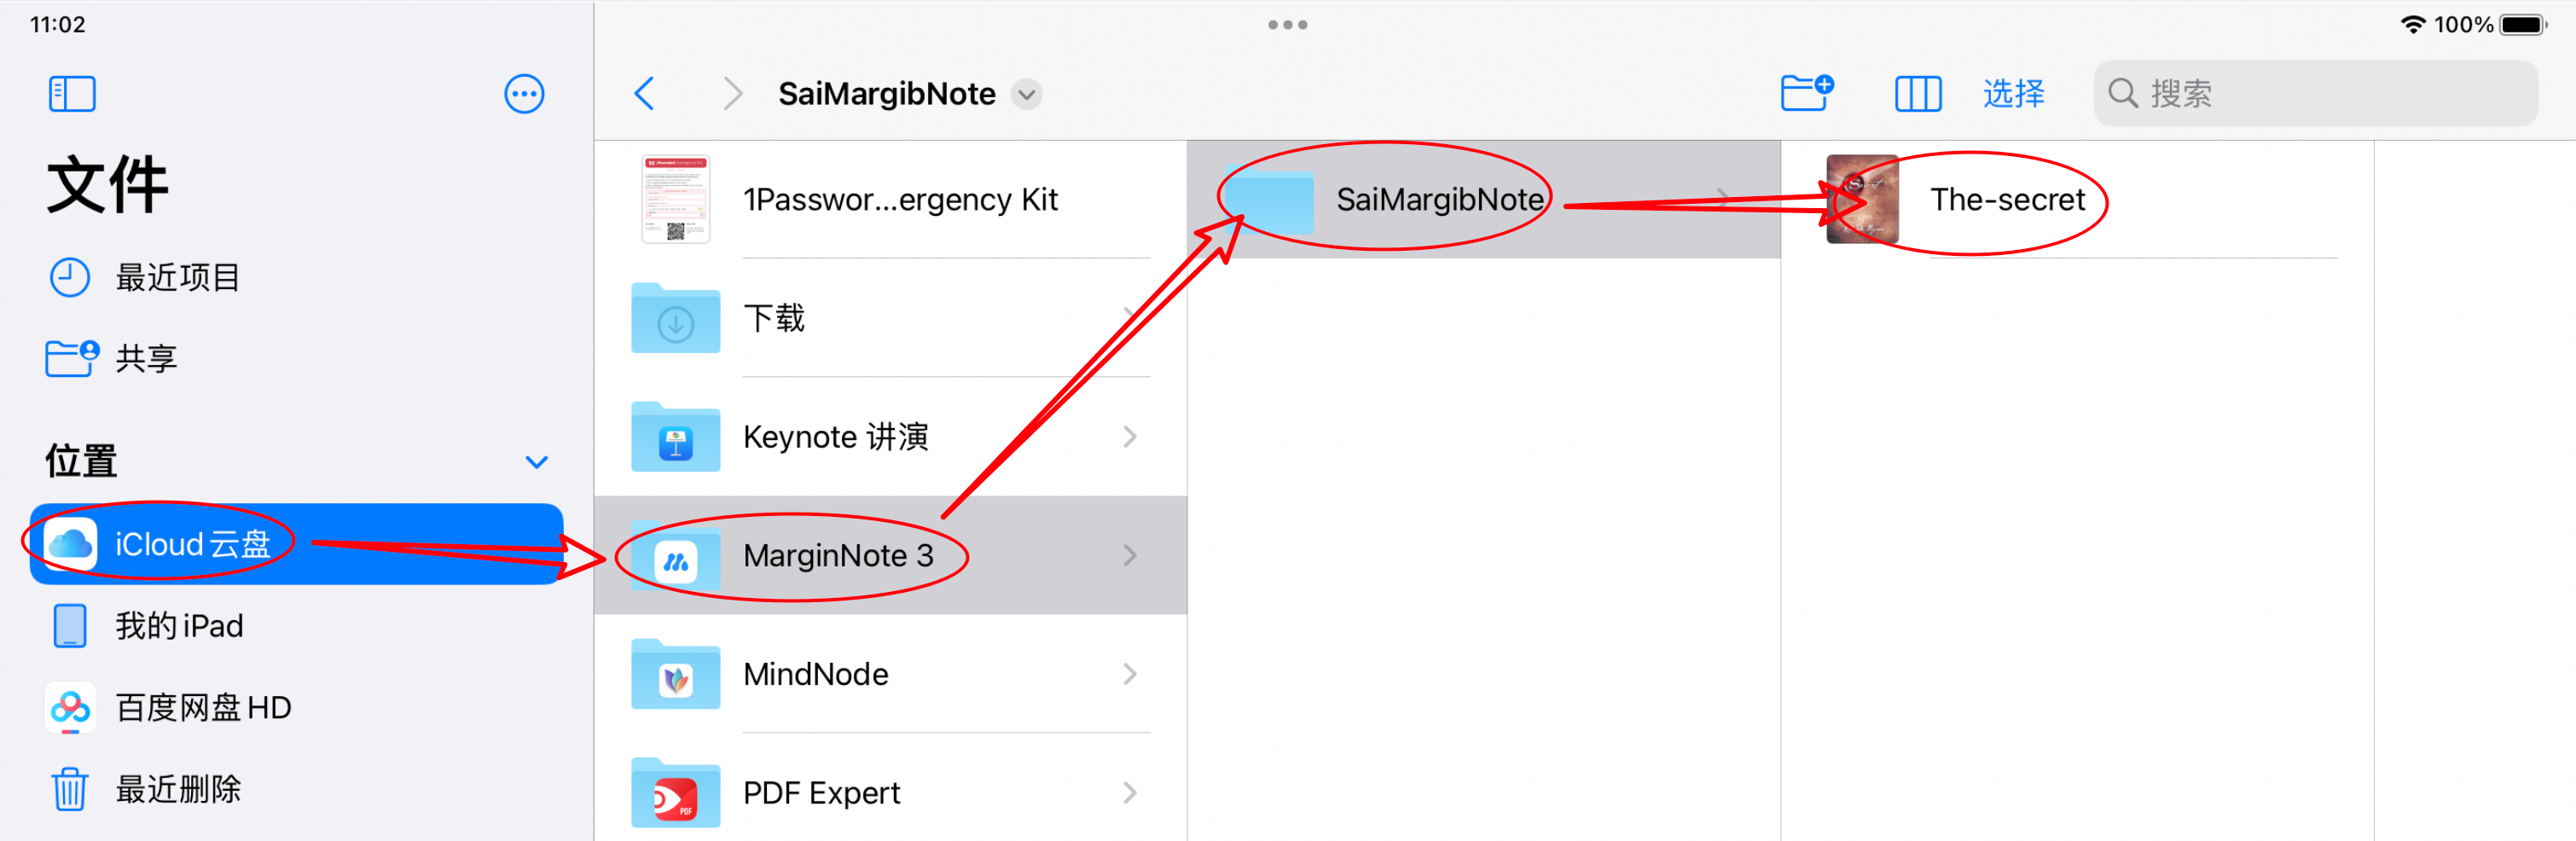 11:02
100%
文件
最近项目
共享
位置
iCloud 云盘
我的 iPad
百度网盘 HD
最近删除
SaiMargibNote
选择
搜索
1Passwor...ergency Kit
下载
Keynote 讲演
MarginNote 3
MindNode
PDF Expert
PDF
SaiMargibNote
The-secret